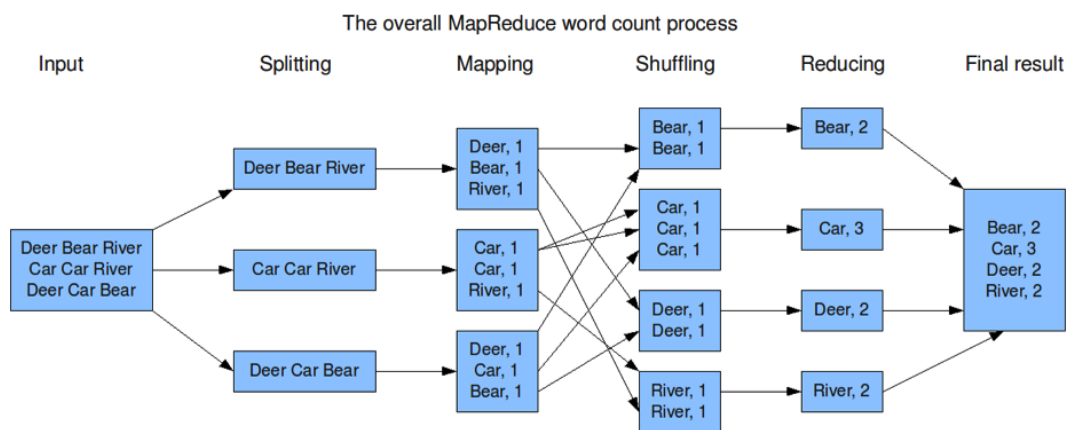 The overall MapReduce word count process
Input
Splitting
Mapping
Shuffling
Reducing
Final result
Deer Bear River
Car Car River
Deer Car Bear
Deer Bear River
Car Car River
Deer Car Bear
Deer, 1
Bear, 1
River, 1
Car, 1
Car, 1
River, 1
Deer, 1
Car, 1
Bear, 1
Bear, 1
Bear, 1
Car, 1
Car, 1
Car, 1
Deer, 1
Deer, 1
River, 1
River, 1
Bear, 2
Car, 3
Deer, 2
River, 2
Bear, 2
Car, 3
Deer, 2
River, 2